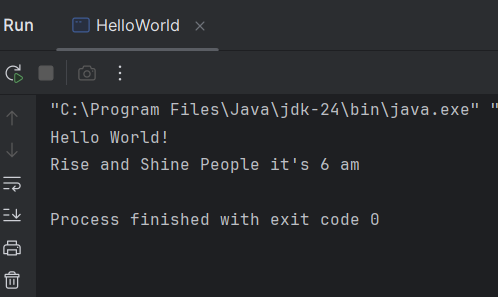 Run HelloWorld
"C:\Program Files\Java\jdk-24\bin\java.exe" "
Hello World!
Rise and Shine People it's 6 am
Process finished with exit code 0